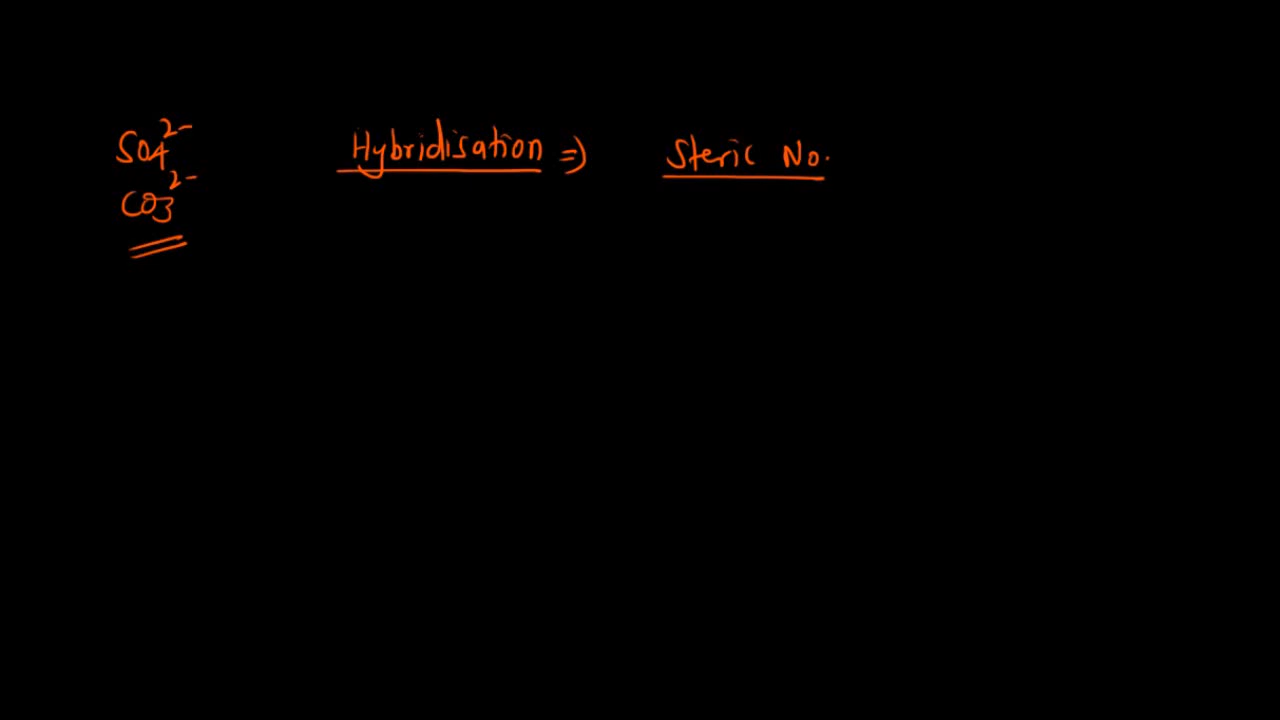 SO4^2-
Hybridisation ⇒ Steric No.
CO3^2-